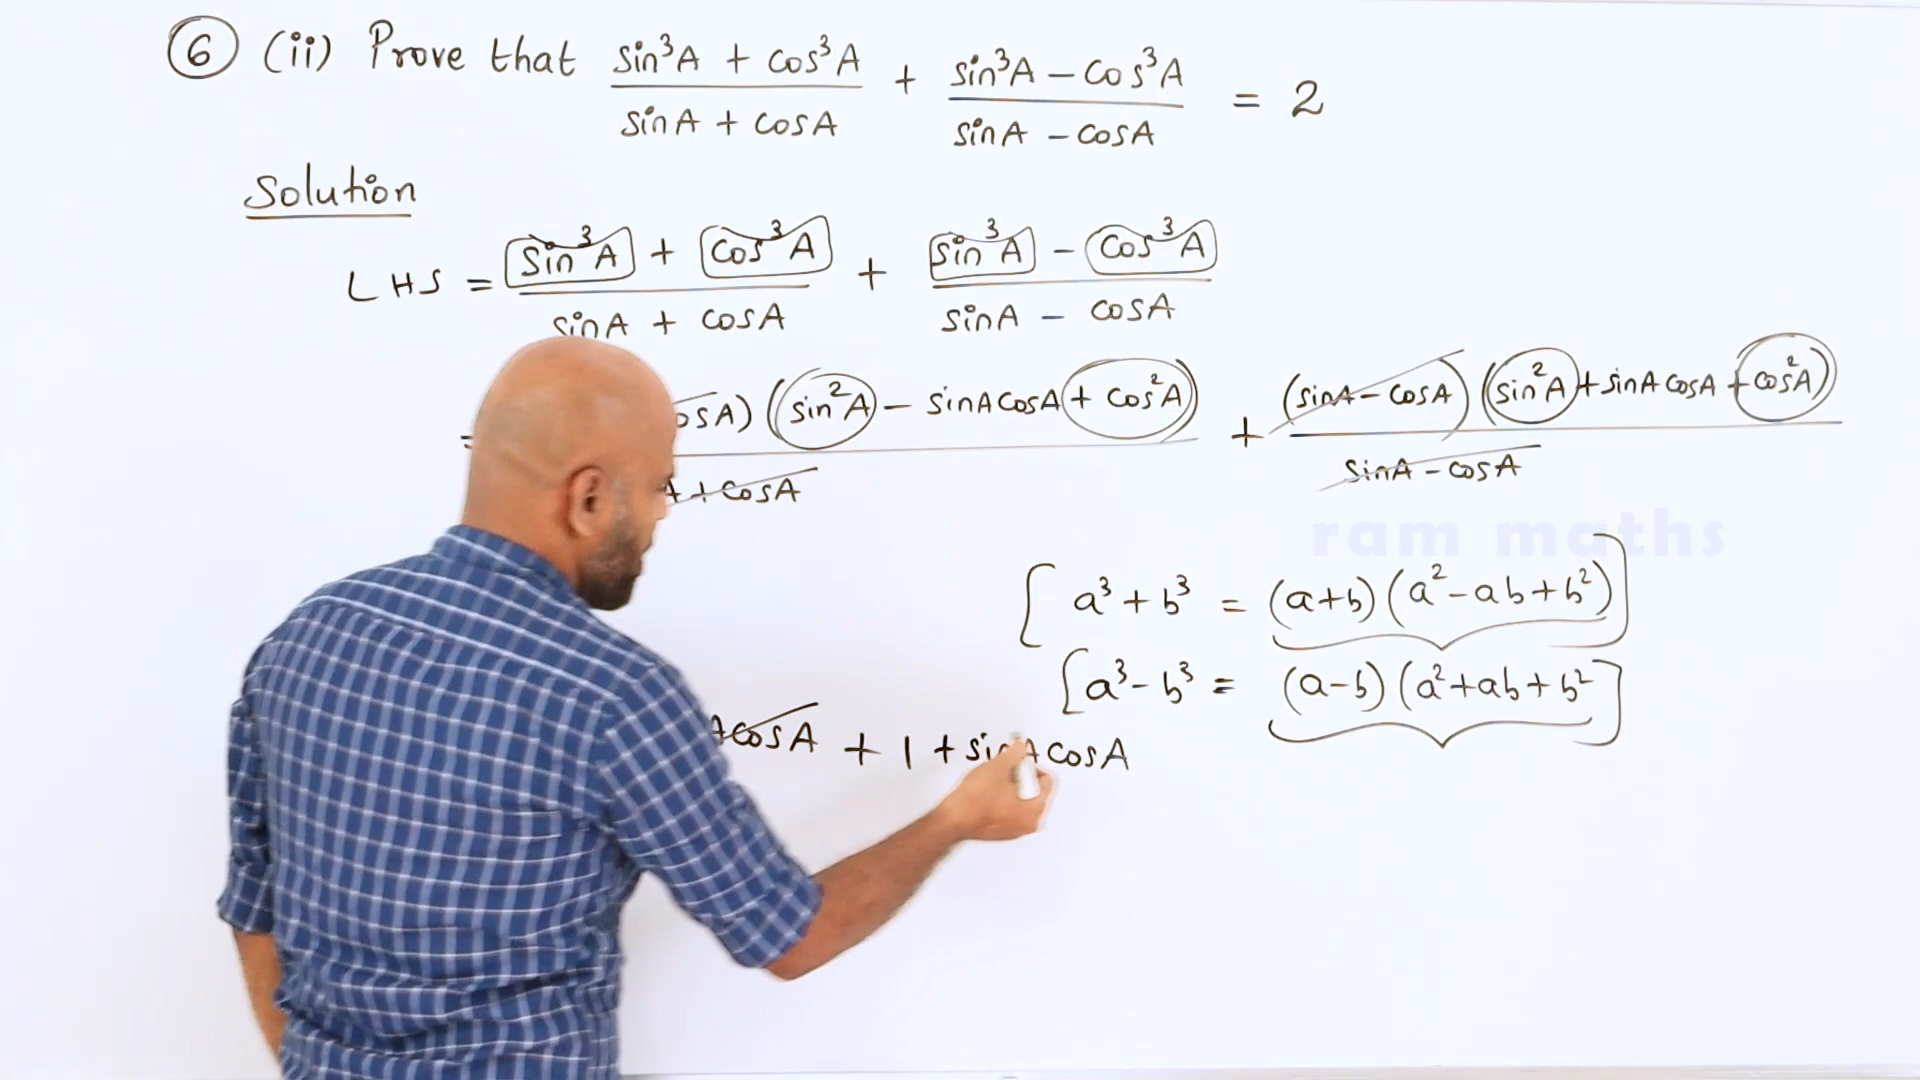 ⑥ (ii) Prove that (sin³A + cos³A)/(sinA + cosA) + (sin³A − cos³A)/(sinA − cosA) = 2
Solution
LHS = (sin³A + cos³A)/(sinA + cosA) + (sin³A − cos³A)/(sinA − cosA)
= cosA) (sin²A − sinAcosA + cos²A) / A + cosA + (sinA − cosA) (sin²A + sinAcosA + cos²A) / sinA − cosA
ram maths
[a³ + b³ = (a+b)(a² − ab + b²)]
[a³ − b³ = (a−b)(a² + ab + b²]
AcosA + 1 + sinAcosA